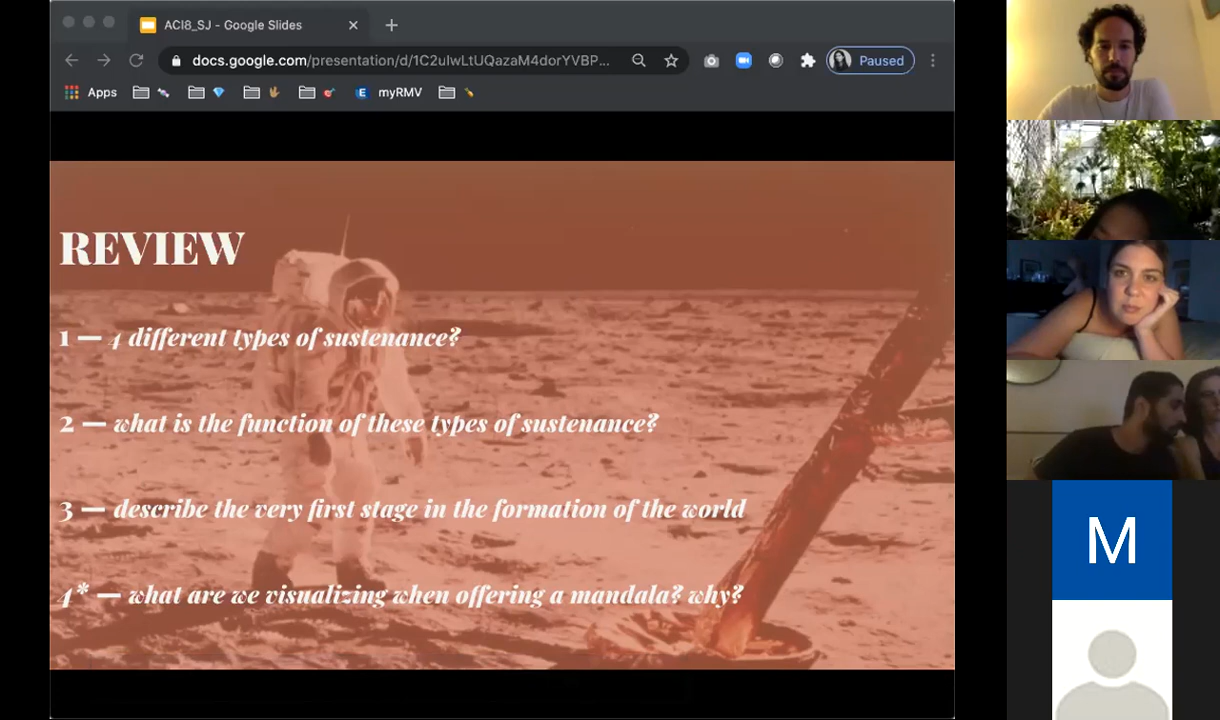 ACI8_SJ - Google Slides
docs.google.com/presentation/d/1C2ulwLtUQazaM4dorYVBP...
Paused
Apps
E
myRMV
REVIEW
1 — 4 different types of sustenance?
2 — what is the function of these types of sustenance?
3 — describe the very first stage in the formation of the world
4* — what are we visualizing when offering a mandala? why?
M